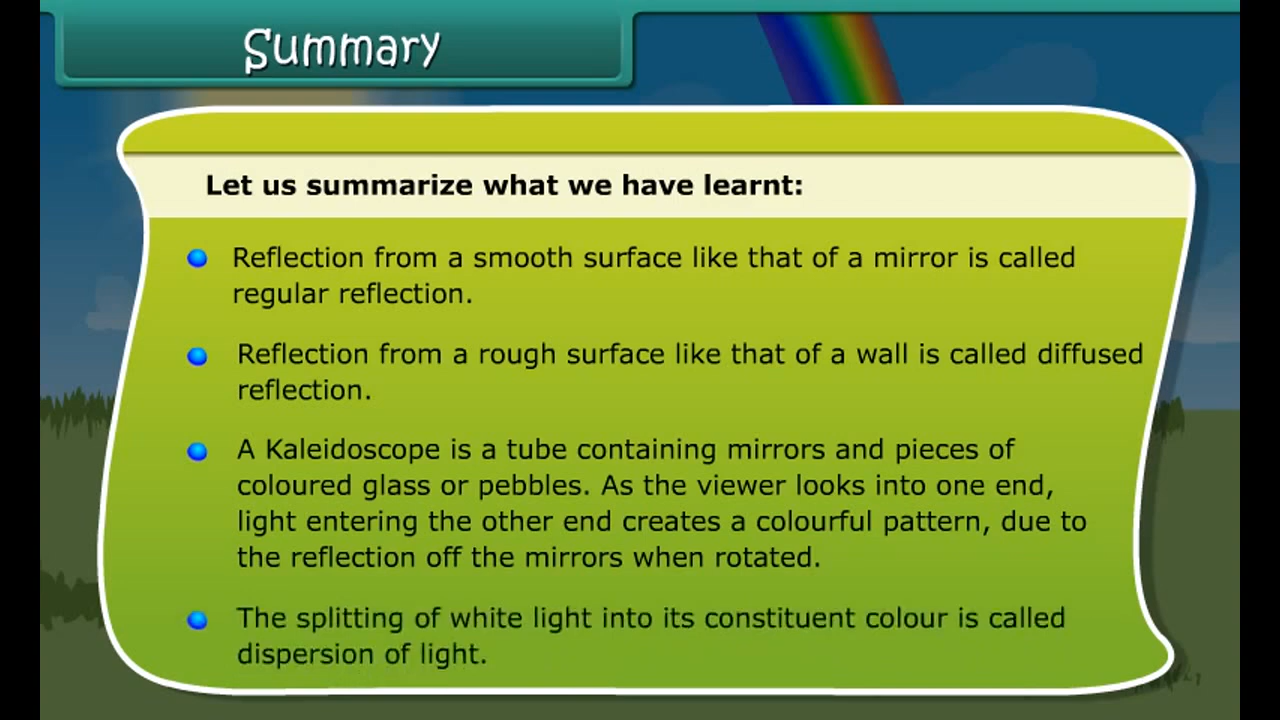 Summary
Let us summarize what we have learnt:
Reflection from a smooth surface like that of a mirror is called
regular reflection.
Reflection from a rough surface like that of a wall is called diffused
reflection.
A Kaleidoscope is a tube containing mirrors and pieces of
coloured glass or pebbles. As the viewer looks into one end,
light entering the other end creates a colourful pattern, due to
the reflection off the mirrors when rotated.
The splitting of white light into its constituent colour is called
dispersion of light.